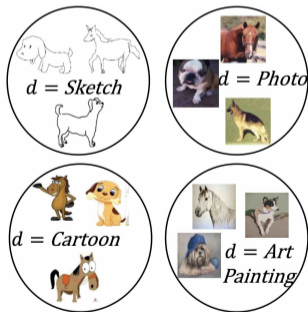 d = Sketch
d = Photo
d = Cartoon
d = Art
Painting